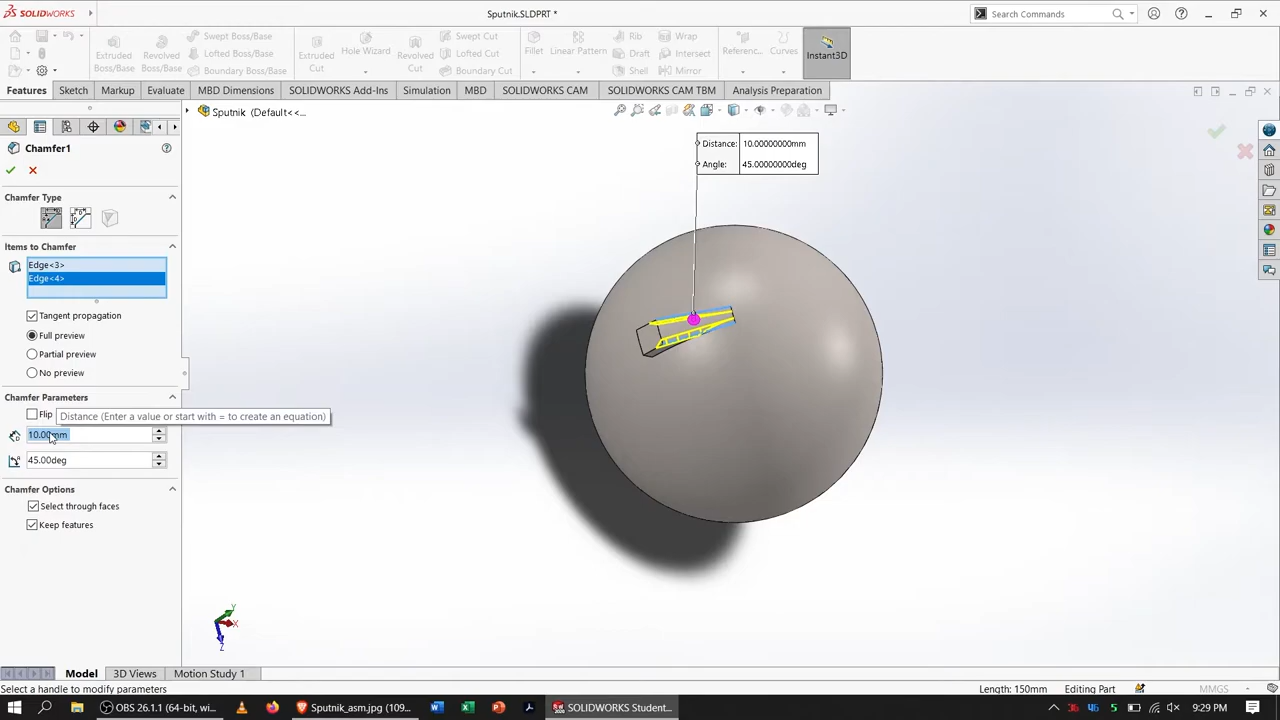 SOLIDWORKS
Sputnik.SLDPRT *
Search Commands
Extruded Boss/Base
Revolved Boss/Base
Swept Boss/Base
Lofted Boss/Base
Boundary Boss/Base
Extruded Cut
Hole Wizard
Revolved Cut
Swept Cut
Lofted Cut
Boundary Cut
Fillet
Linear Pattern
Rib
Draft
Shell
Wrap
Intersect
Mirror
Referenc...
Curves
Instant3D
Features
Sketch
Markup
Evaluate
MBD Dimensions
SOLIDWORKS Add-Ins
Simulation
MBD
SOLIDWORKS CAM
SOLIDWORKS CAM TBM
Analysis Preparation
Sputnik (Default<<...
Chamfer1
Chamfer Type
Items to Chamfer
Edge<3>
Edge<4>
Tangent propagation
Full preview
Partial preview
No preview
Chamfer Parameters
Flip
Distance (Enter a value or start with = to create an equation)
10.00mm
45.00deg
Chamfer Options
Select through faces
Keep features
Distance: 10.00000000mm
Angle: 45.00000000deg
Y
X
Z
Model
3D Views
Motion Study 1
Select a handle to modify parameters
Length: 150mm
Editing Part
MMGS
OBS 26.1.1 (64-bit, wi...
Sputnik_asm.jpg (109...
SOLIDWORKS Studen...
9:29 PM